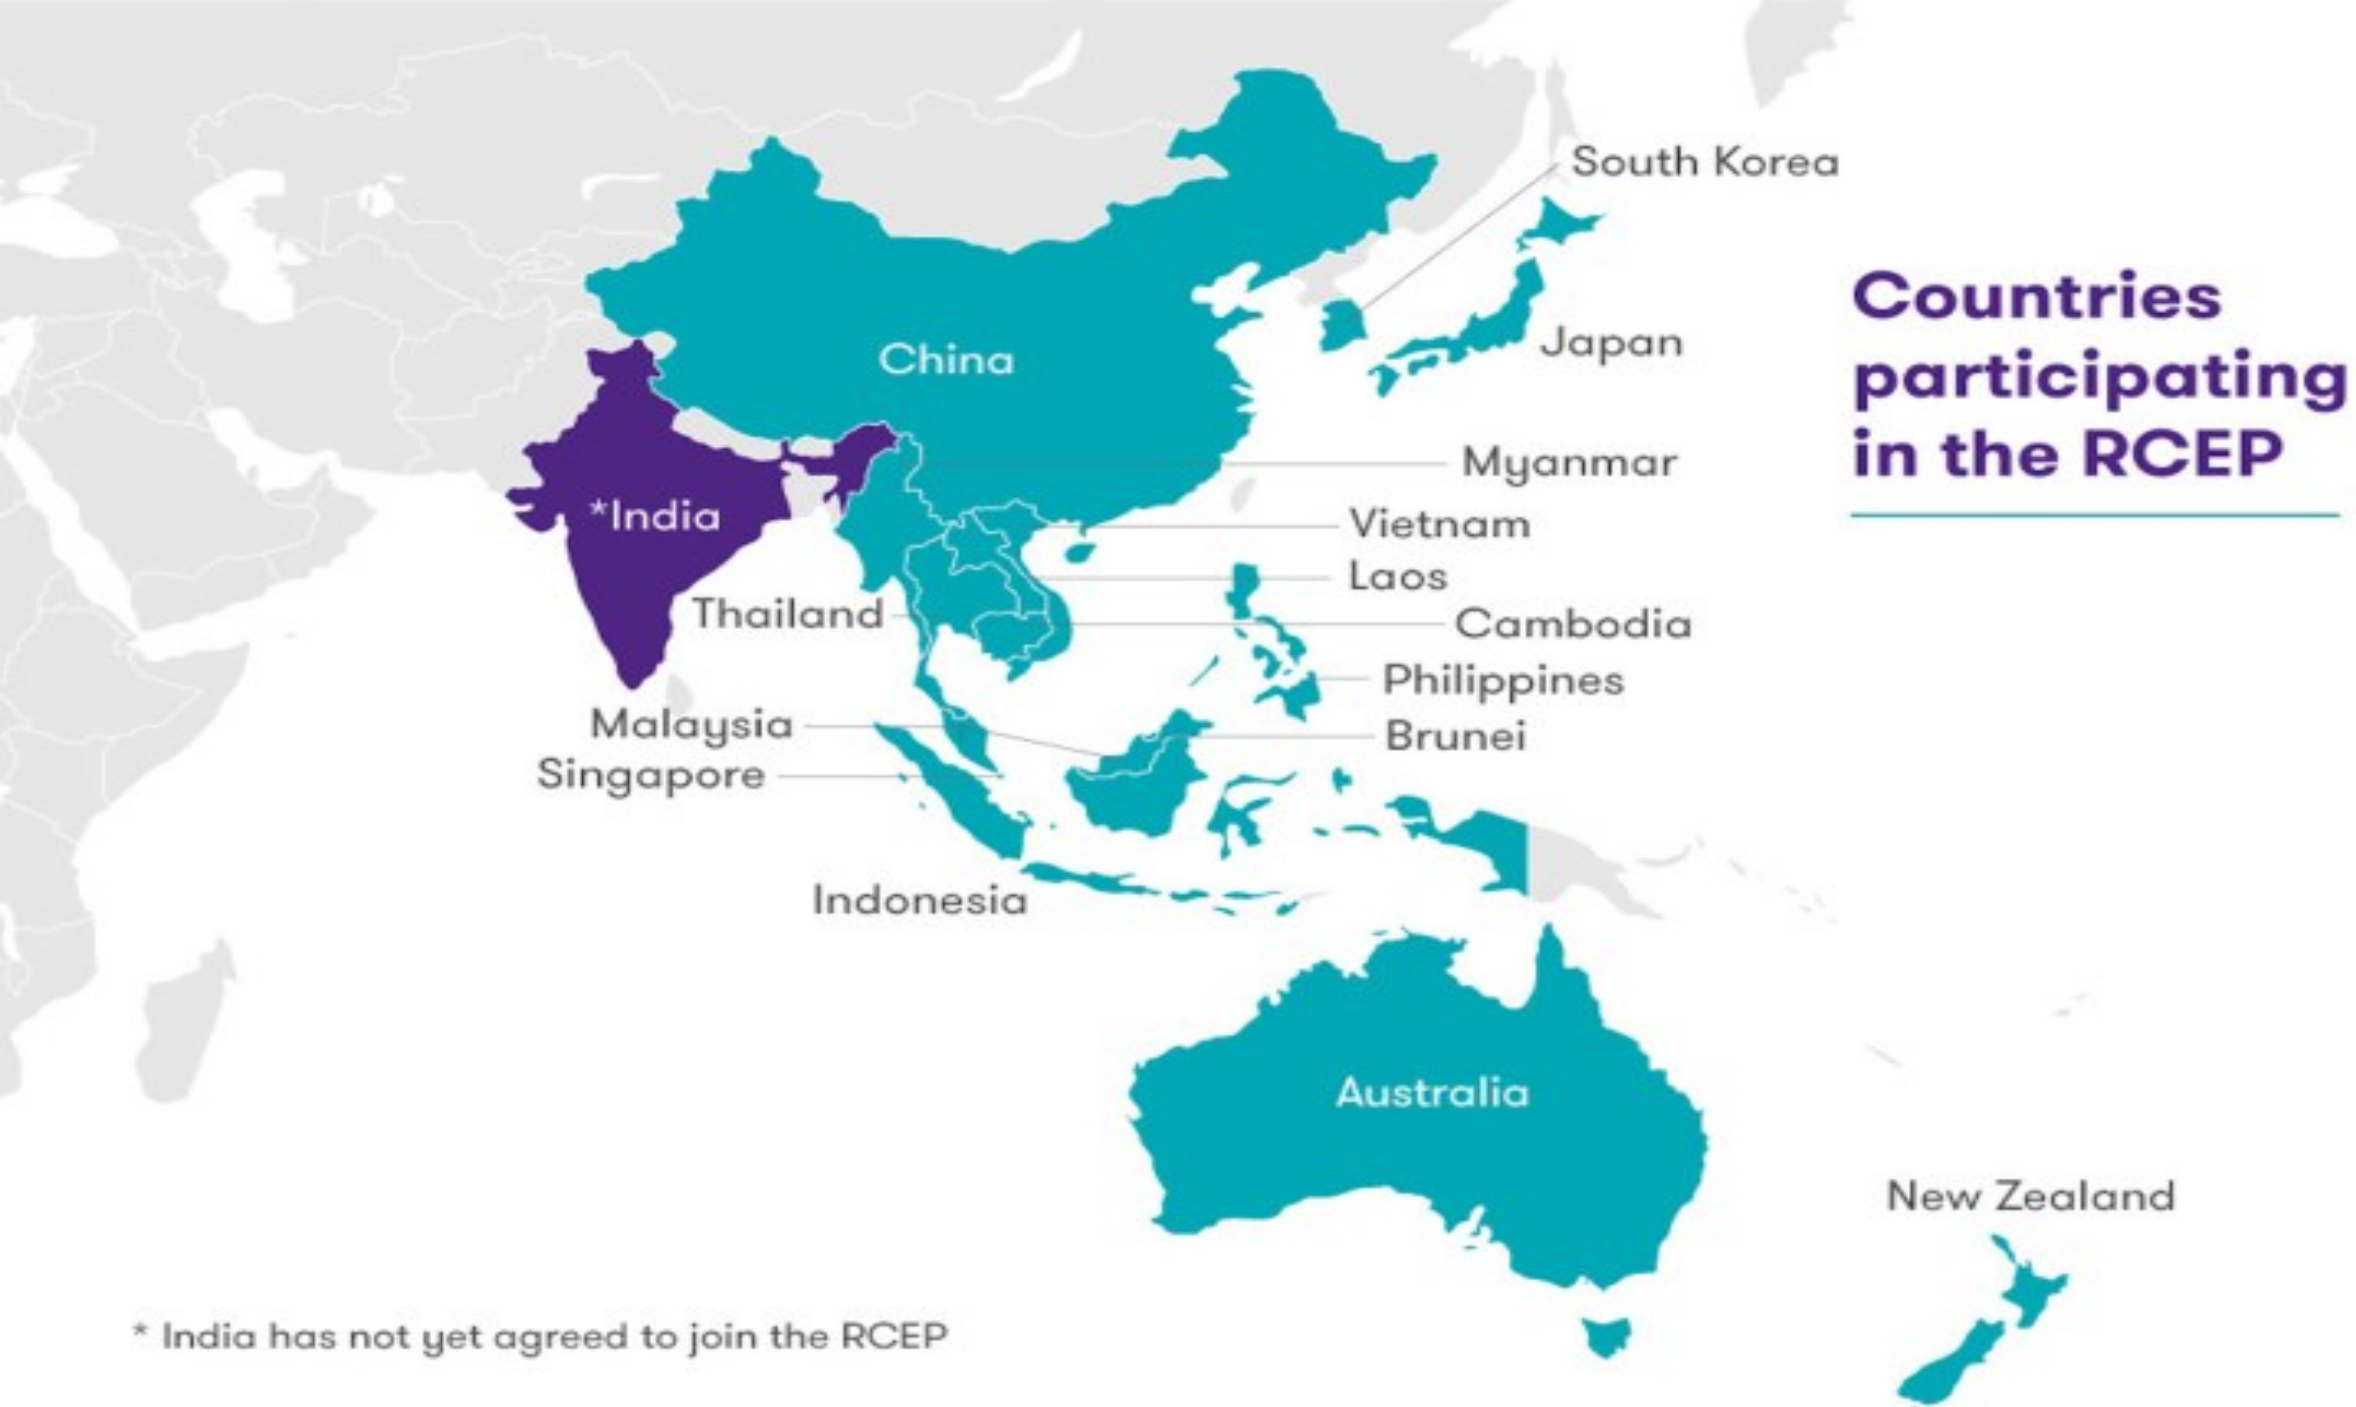 South Korea
Countries
participating
in the RCEP
Japan
China
Myanmar
*India
Vietnam
Laos
Thailand
Cambodia
Philippines
Malaysia
Brunei
Singapore
Indonesia
Australia
New Zealand
* India has not yet agreed to join the RCEP